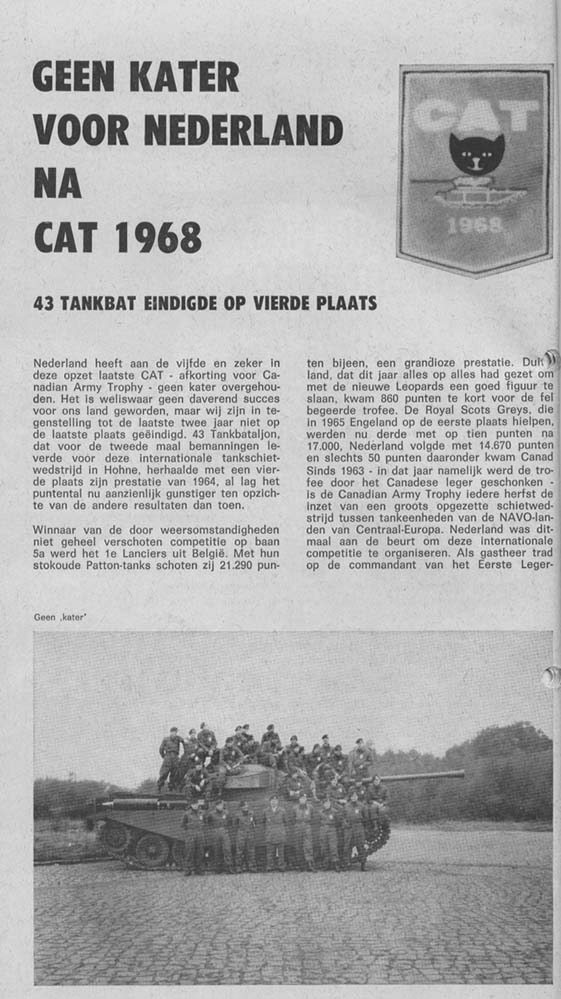 GEEN KATER
VOOR NEDERLAND
NA
CAT 1968
CAT
1968
43 TANKBAT EINDIGDE OP VIERDE PLAATS
Nederland heeft aan de vijfde en zeker in
deze opzet laatste CAT - afkorting voor Ca-
nadian Army Trophy - geen kater overgehou-
den. Het is weliswaar geen daverend succes
voor ons land geworden, maar wij zijn in te-
genstelling tot de laatste twee jaar niet op
de laatste plaats geëindigd. 43 Tankbataljon,
dat voor de tweede maal bemanningen le-
verde voor deze internationale tankschiet-
wedstrijd in Hohne, herhaalde met een vier-
de plaats zijn prestatie van 1964, al lag het
puntental nu aanzienlijk gunstiger ten opzich-
te van de andere resultaten dan toen.
Winnaar van de door weersomstandigheden
niet geheel verschoten competitie op baan
5a werd het 1e Lanciers uit België. Met hun
stokoude Patton-tanks schoten zij 21.290 pun-
ten bijeen, een grandioze prestatie.
land, dat dit jaar alles op alles had gezet om
met de nieuwe Leopards een goed figuur te
slaan, kwam 860 punten te kort voor de fel
begeerde trofee. De Royal Scots Greys, die
in 1965 Engeland op de eerste plaats hielpen,
werden nu derde met op tien punten na
17.000, Nederland volgde met 14.670 punten
en slechts 50 punten daaronder kwam Canad
Sinds 1963 - in dat jaar namelijk werd de tro-
fee door het Canadese leger geschonken -
is de Canadian Army Trophy iedere herfst de
inzet van een groots opgezette schietwed-
strijd tussen tankeenheden van de NAVO-lan-
den van Centraal-Europa. Nederland was dit-
maal aan de beurt om deze internationale
competitie te organiseren. Als gastheer trad
op de commandant van het Eerste Leger-
Geen ‚kater'